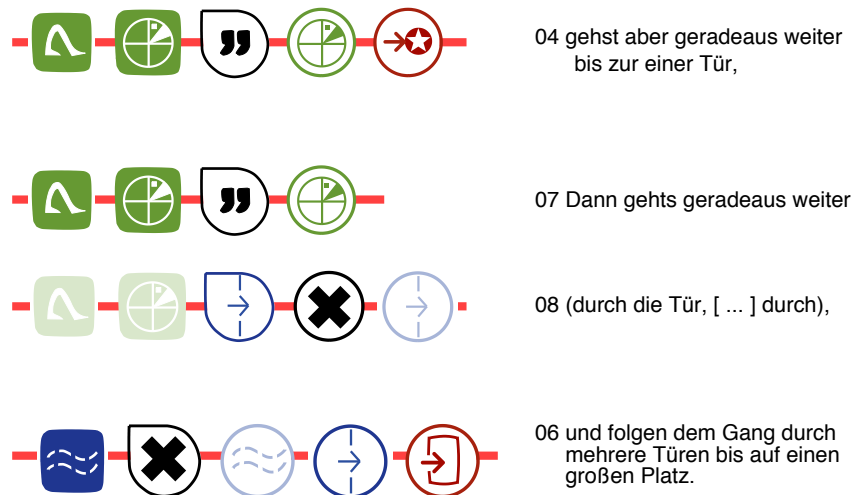 04 gehst aber geradeaus weiter
bis zur einer Tür,
07 Dann gehts geradeaus weiter
08 (durch die Tür, [ ... ] durch),
06 und folgen dem Gang durch
mehrere Türen bis auf einen
großen Platz.